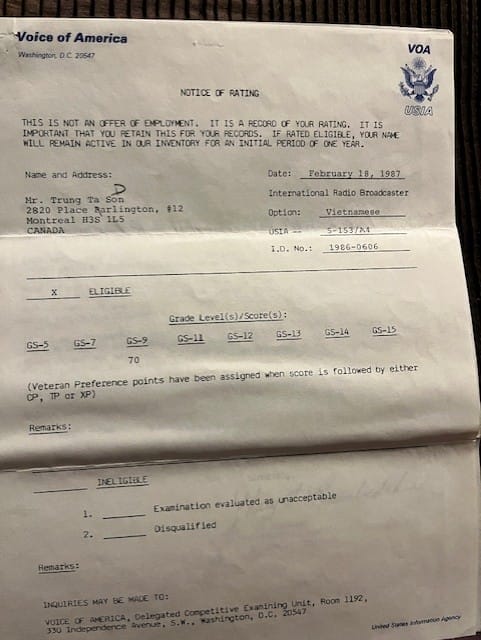 Voice of America
Washington, D.C. 20547
VOA
USIA
NOTICE OF RATING
THIS IS NOT AN OFFER OF EMPLOYMENT. IT IS A RECORD OF YOUR RATING. IT IS
IMPORTANT THAT YOU RETAIN THIS FOR YOUR RECORDS. IF RATED ELIGIBLE, YOUR NAME
WILL REMAIN ACTIVE IN OUR INVENTORY FOR AN INITIAL PERIOD OF ONE YEAR.
Name and Address:
Date: February 18, 1987
International Radio Broadcaster
D
Mr. Trung Ta Son
2820 Place Rarlington, #12
Montreal H3S 1L5
CANADA
Option: Vietnamese
USIA -- S-153/A4
I.D. No.: 1986-0606
X ELIGIBLE
Grade Level(s)/Score(s):
GS-5 GS-7 GS-9 GS-11 GS-12 GS-13 GS-14 GS-15
70
(Veteran Preference points have been assigned when score is followed by either
CP, TP or XP)
Remarks:
INELIGIBLE
1. Examination evaluated as unacceptable
2. Disqualified
Remarks:
INQUIRIES MAY BE MADE TO:
VOICE OF AMERICA, Delegated Competitive Examining Unit, Room 1192,
330 Independence Avenue, S.W., Washington, D.C. 20547
United States Information Agency